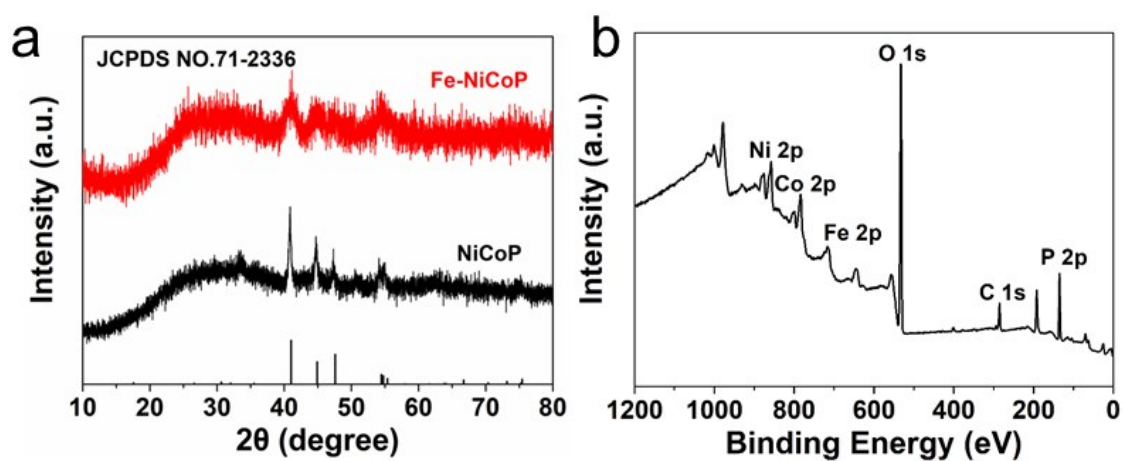 a
JCPDS NO.71-2336
Fe-NiCoP
NiCoP
Intensity (a.u.)
10 20 30 40 50 60 70 80
2θ (degree)
b
O 1s
Ni 2p
Co 2p
Fe 2p
P 2p
C 1s
Intensity (a.u.)
1200 1000 800 600 400 200 0
Binding Energy (eV)